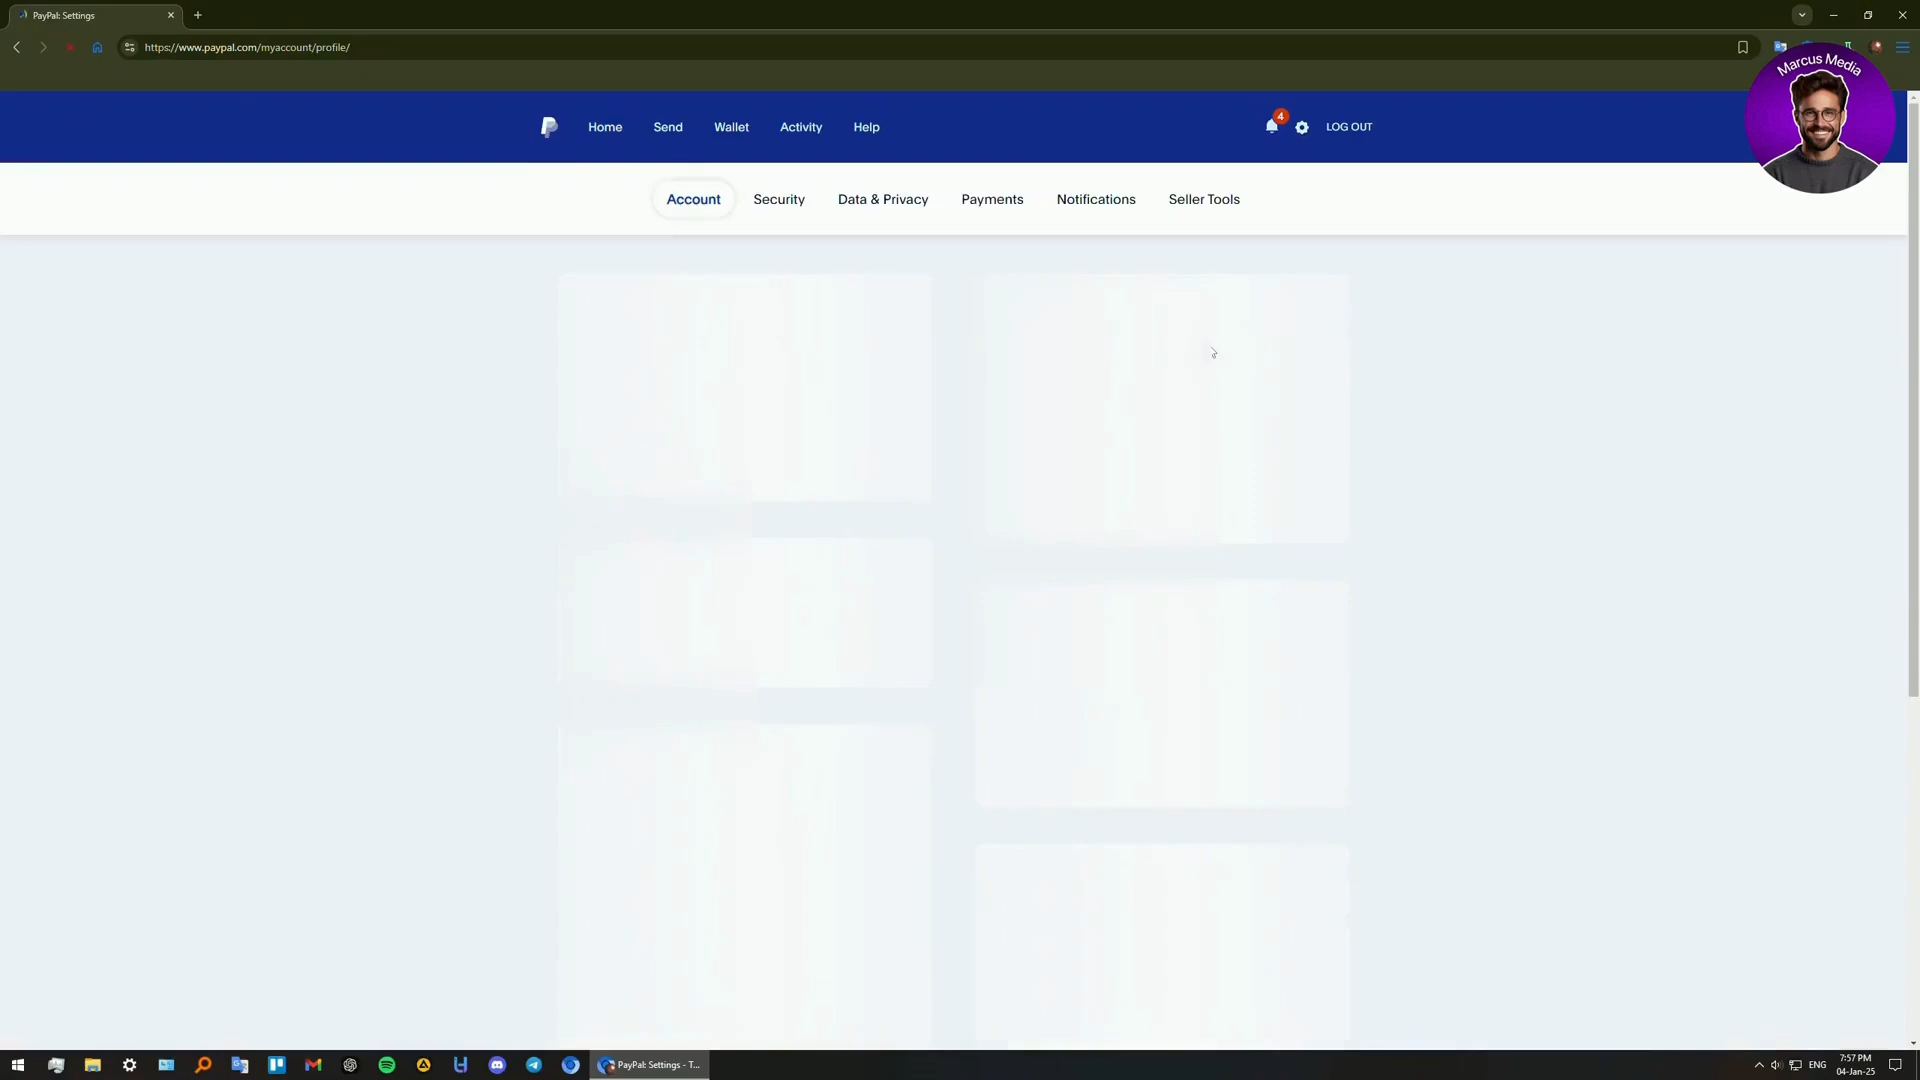 PayPal: Settings
https://www.paypal.com/myaccount/profile/
Marcus Media
Home Send Wallet Activity Help 4 LOG OUT
Account Security Data & Privacy Payments Notifications Seller Tools
PayPal: Settings - T...
ENG
7:57 PM
04-Jan-25